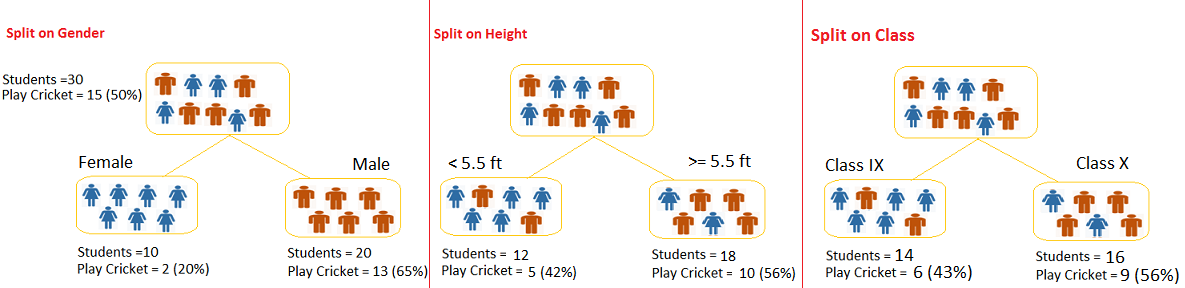 Split on Gender
Students =30
Play Cricket = 15 (50%)
Female
Male
Students =10
Play Cricket = 2 (20%)
Students = 20
Play Cricket = 13 (65%)
Split on Height
< 5.5 ft
>= 5.5 ft
Students = 12
Play Cricket = 5 (42%)
Students = 18
Play Cricket = 10 (56%)
Split on Class
Class IX
Class X
Students = 14
Play Cricket = 6 (43%)
Students = 16
Play Cricket = 9 (56%)